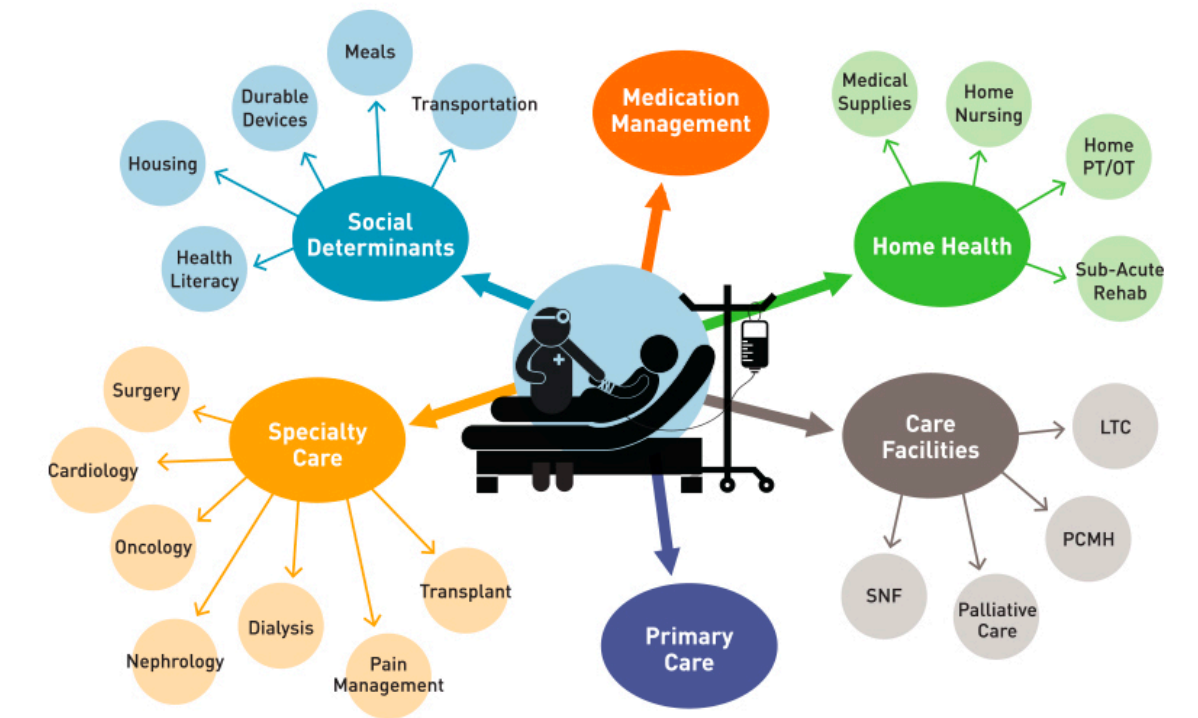 Meals
Durable
Devices
Transportation
Housing
Health
Literacy
Social
Determinants
Medication
Management
Medical
Supplies
Home
Nursing
Home
PT/OT
Sub-Acute
Rehab
Home Health
Surgery
Cardiology
Oncology
Nephrology
Dialysis
Pain
Management
Transplant
Specialty
Care
Primary
Care
Care
Facilities
LTC
PCMH
Palliative
Care
SNF